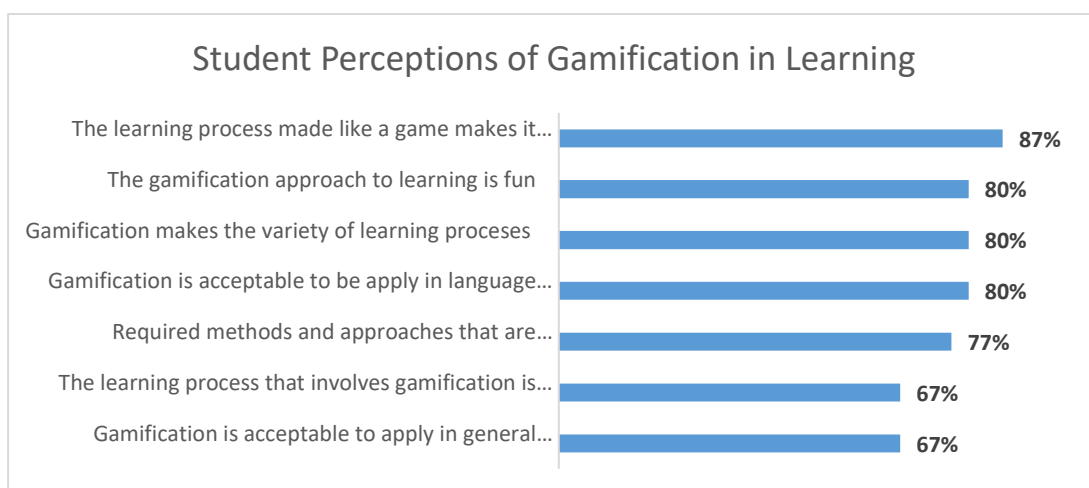 Student Perceptions of Gamification in Learning
The learning process made like a game makes it... 87%
The gamification approach to learning is fun 80%
Gamification makes the variety of learning proceses 80%
Gamification is acceptable to be apply in language... 80%
Required methods and approaches that are... 77%
The learning process that involves gamification is... 67%
Gamification is acceptable to apply in general... 67%